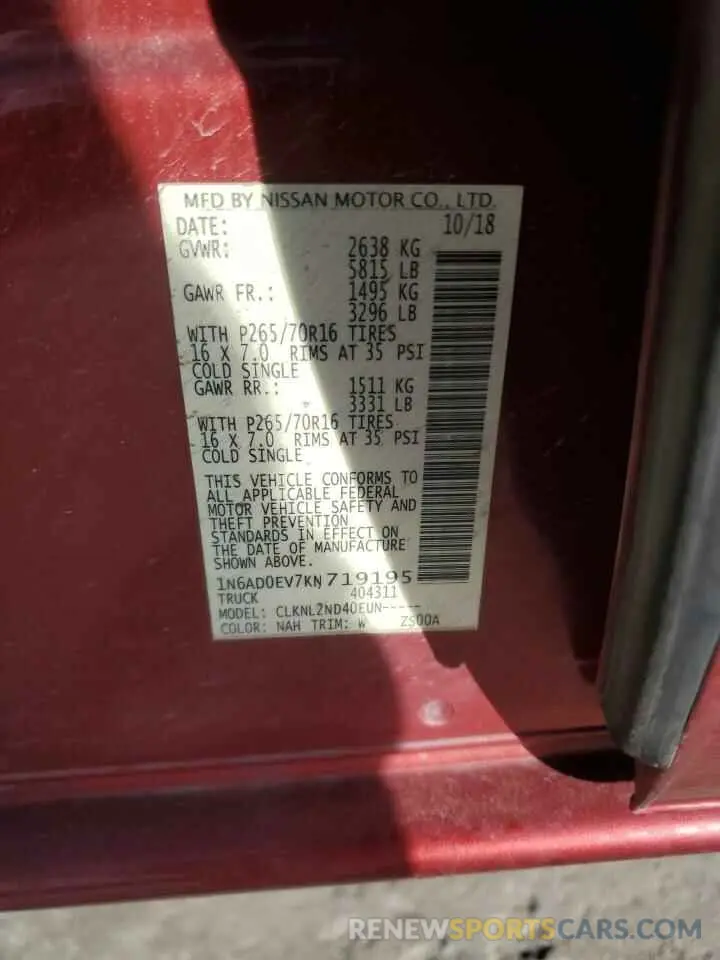 MFD BY NISSAN MOTOR CO., LTD.
DATE: 10/18
GVWR: 2638 KG
5815 LB
GAWR FR.: 1495 KG
3296 LB
WITH P265/70R16 TIRES
16 X 7.0 RIMS AT 35 PSI
COLD SINGLE
GAWR RR.: 1511 KG
3331 LB
WITH P265/70R16 TIRES
16 X 7.0 RIMS AT 35 PSI
COLD SINGLE
THIS VEHICLE CONFORMS TO
ALL APPLICABLE FEDERAL
MOTOR VEHICLE SAFETY AND
THEFT PREVENTION
STANDARDS IN EFFECT ON
THE DATE OF MANUFACTURE
SHOWN ABOVE.
1N6AD0EV7KN719195
TRUCK 404311
MODEL: CLKNL2ND40EUN-----
COLOR: NAH TRIM: W ZS00A
RENEWSPORTSCARS.COM